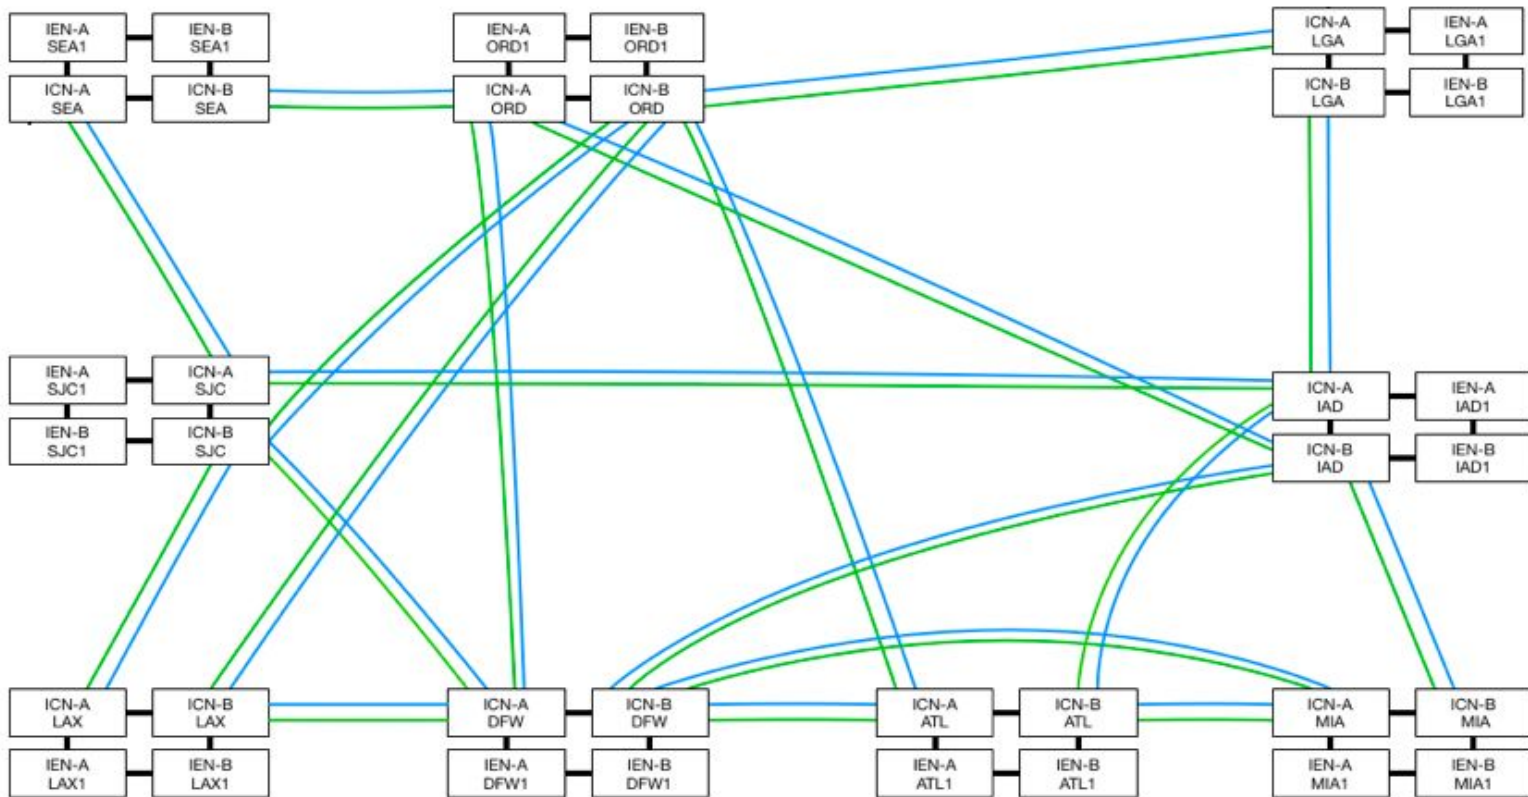 IEN-A
SEA1
IEN-B
SEA1
ICN-A
SEA
ICN-B
SEA
IEN-A
ORD1
IEN-B
ORD1
ICN-A
ORD
ICN-B
ORD
ICN-A
LGA
IEN-A
LGA1
ICN-B
LGA
IEN-B
LGA1
IEN-A
SJC1
ICN-A
SJC
IEN-B
SJC1
ICN-B
SJC
ICN-A
IAD
IEN-A
IAD1
ICN-B
IAD
IEN-B
IAD1
ICN-A
LAX
ICN-B
LAX
IEN-A
LAX1
IEN-B
LAX1
ICN-A
DFW
ICN-B
DFW
IEN-A
DFW1
IEN-B
DFW1
ICN-A
ATL
ICN-B
ATL
IEN-A
ATL1
IEN-B
ATL1
ICN-A
MIA
ICN-B
MIA
IEN-A
MIA1
IEN-B
MIA1